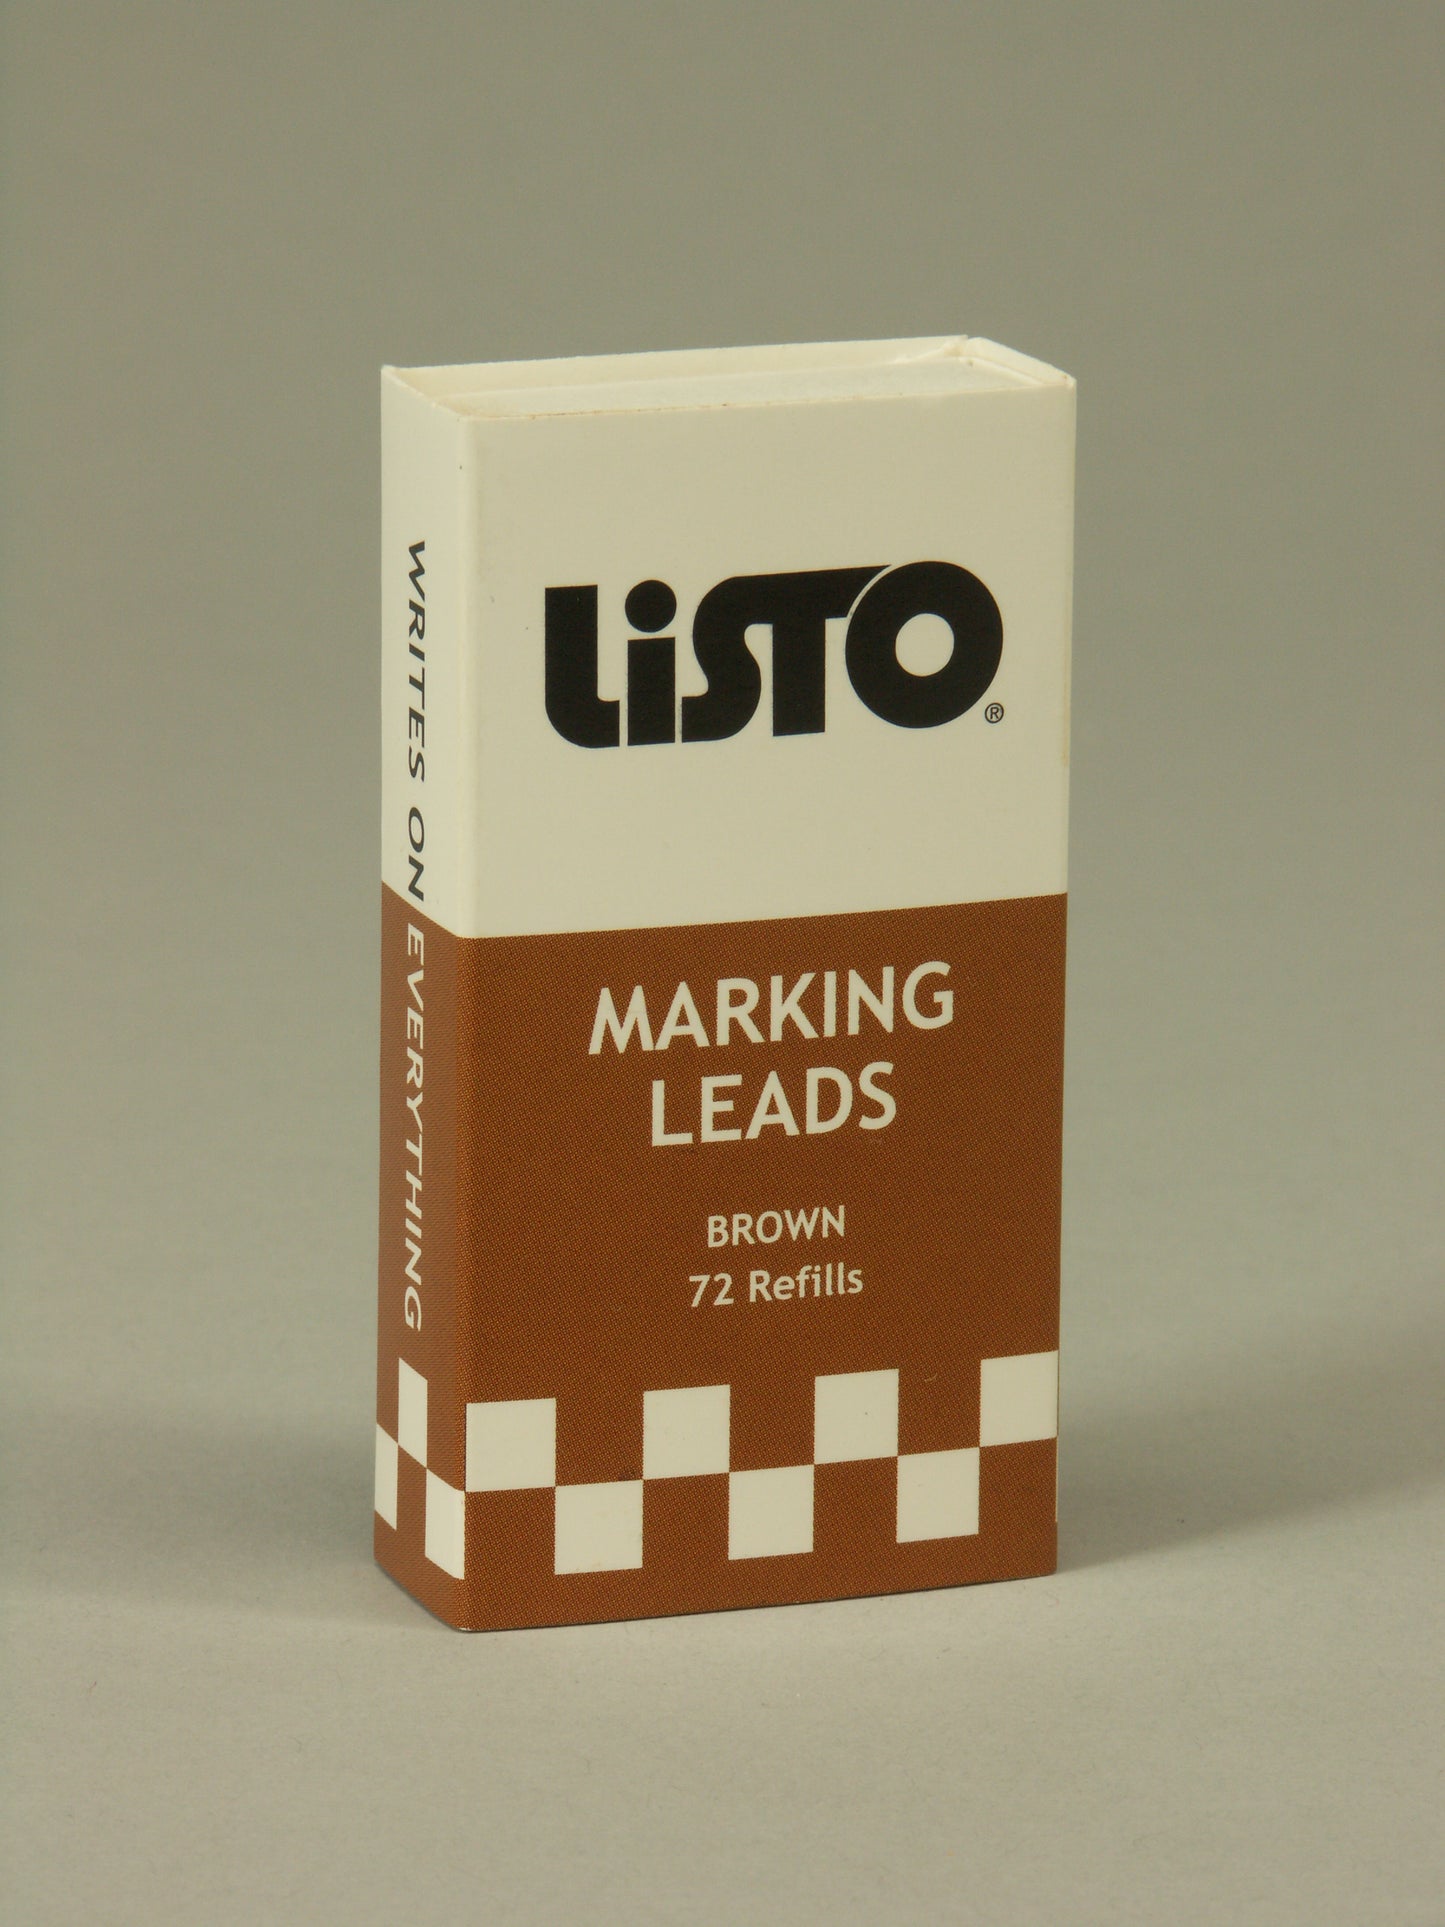 LiSTO®
MARKING
LEADS
BROWN
72 Refills
WRITES ON EVERYTHING